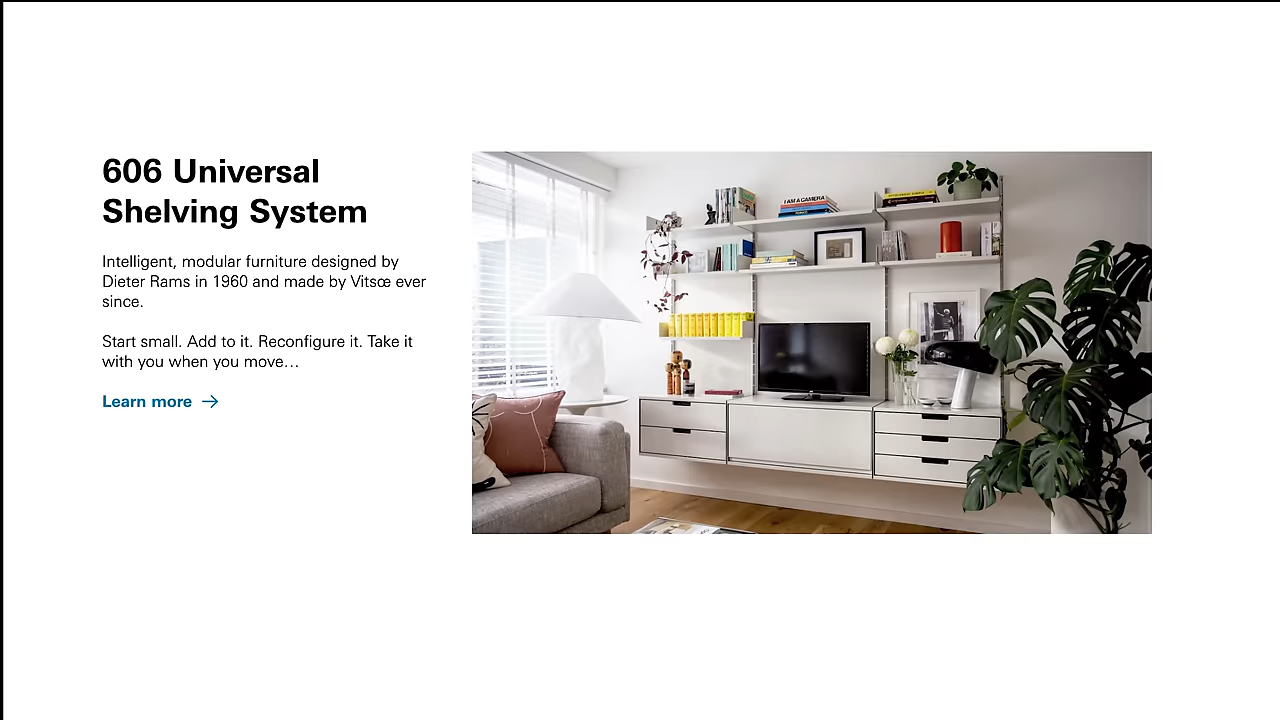 606 Universal
Shelving System
Intelligent, modular furniture designed by
Dieter Rams in 1960 and made by Vitsœ ever
since.
Start small. Add to it. Reconfigure it. Take it
with you when you move…
Learn more →
I AM A CAMERA